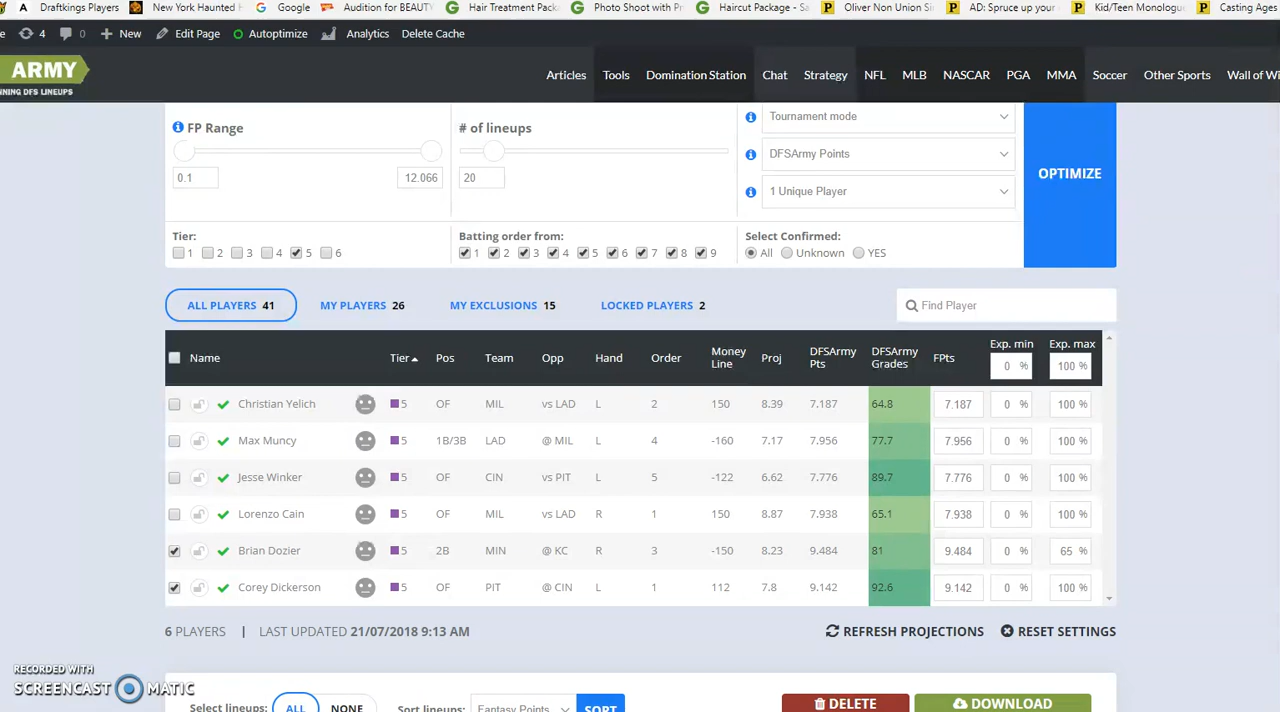 Draftkings Players New York Haunted Google Audition for BEAUTY Hair Treatment Pack Photo Shoot with Pr Haircut Package - Sa Oliver Non Union Si AD: Spruce up your Kid/Teen Monologue Casting Ages
4 0 New Edit Page Autoptimize Analytics Delete Cache
ARMY
NNING DFS LINEUPS
Articles Tools Domination Station Chat Strategy NFL MLB NASCAR PGA MMA Soccer Other Sports Wall of Wi
FP Range # of lineups Tournament mode
DFSArmy Points
0.1 12.066 20 1 Unique Player
OPTIMIZE
Tier: Batting order from: Select Confirmed:
1 2 3 4 5 6 1 2 3 4 5 6 7 8 9 All Unknown YES
ALL PLAYERS 41 MY PLAYERS 26 MY EXCLUSIONS 15 LOCKED PLAYERS 2 Find Player
Name Tier Pos Team Opp Hand Order Money Line Proj DFSArmy Pts DFSArmy Grades FPts Exp. min 0 % Exp. max 100 %
Christian Yelich 5 OF MIL vs LAD L 2 150 8.39 7.187 64.8 7.187 0 % 100 %
Max Muncy 5 1B/3B LAD @ MIL L 4 -160 7.17 7.956 77.7 7.956 0 % 100 %
Jesse Winker 5 OF CIN vs PIT L 5 -122 6.62 7.776 89.7 7.776 0 % 100 %
Lorenzo Cain 5 OF MIL vs LAD R 1 150 8.87 7.938 65.1 7.938 0 % 100 %
Brian Dozier 5 2B MIN @ KC R 3 -150 8.23 9.484 81 9.484 0 % 65 %
Corey Dickerson 5 OF PIT @ CIN L 1 112 7.8 9.142 92.6 9.142 0 % 100 %
6 PLAYERS | LAST UPDATED 21/07/2018 9:13 AM REFRESH PROJECTIONS RESET SETTINGS
RECORDED WITH
SCREENCAST MATIC
Select lineups: ALL NONE Sort lineups: Fantasy Points SORT DELETE DOWNLOAD